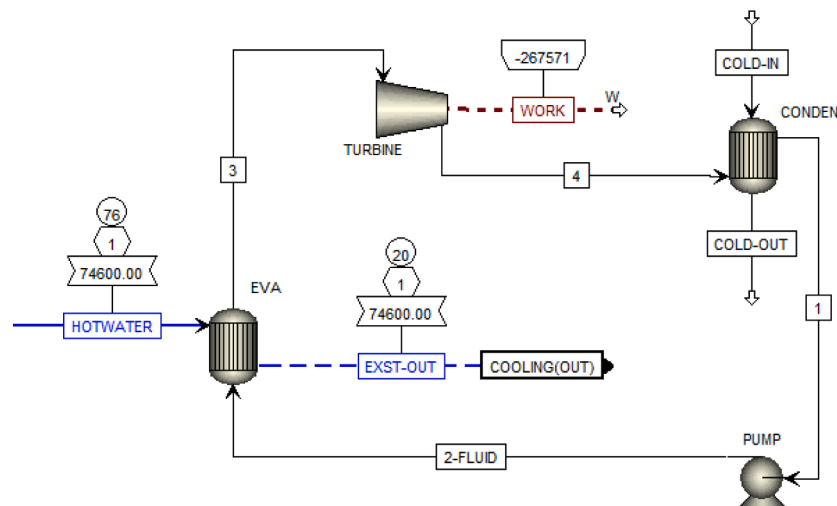 -267571
COLD-IN
W
WORK
CONDEN
TURBINE
3
4
76
1
74600.00
20
1
74600.00
COLD-OUT
EVA
HOTWATER
1
EXST-OUT
COOLING(OUT)
PUMP
2-FLUID